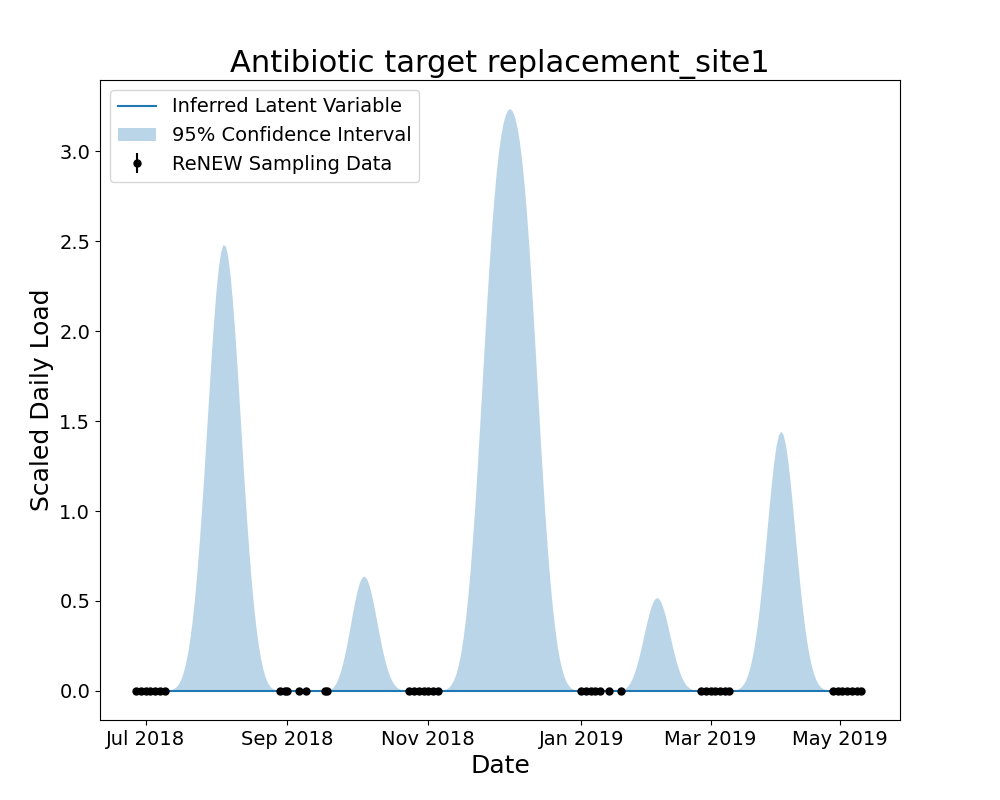 Antibiotic target replacement_site1
Inferred Latent Variable
95% Confidence Interval
ReNEW Sampling Data
Scaled Daily Load
3.0
2.5
2.0
1.5
1.0
0.5
0.0
Jul 2018 Sep 2018 Nov 2018 Jan 2019 Mar 2019 May 2019
Date